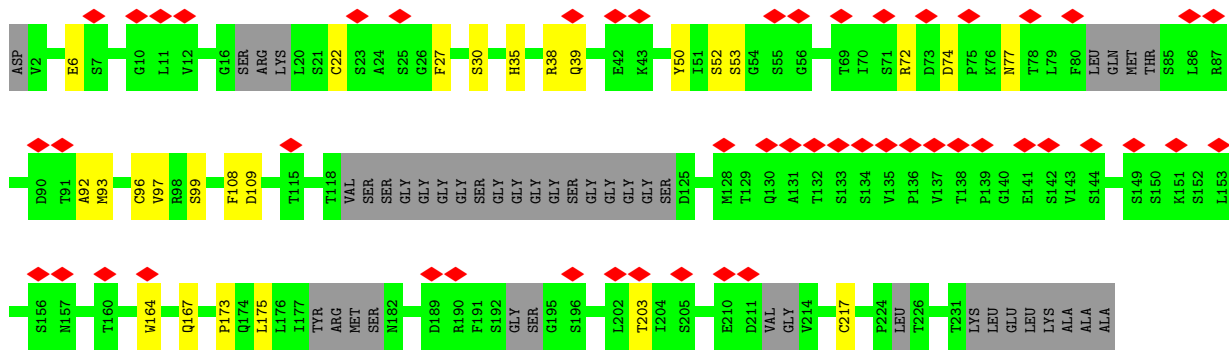 ASP V2 E6 S7 G10 L11 V12 G16 SER ARG LYS L20 S21 C22 S23 A24 S25 G26 F27 S30 H35 R38 Q39 E42 K43 Y50 I51 S52 S53 G54 S55 G56 T69 I70 S71 R72 D73 D74 P75 K76 N77 T78 L79 F80 LEU GLN MET THR S85 L86 R87
D90 T91 A92 M93 C96 V97 R98 S99 F108 D109 T115 T118 VAL SER SER GLY GLY GLY GLY SER GLY GLY GLY GLY SER GLY GLY GLY GLY SER D125 M128 T129 Q130 A131 T132 S133 S134 V135 P136 V137 T138 P139 G140 E141 S142 V143 S144 S149 S150 K151 S152 L153
S156 N157 T160 W164 Q167 P173 Q174 L175 L176 I177 TYR ARG MET SER N182 D189 R190 F191 S192 GLY SER G195 S196 L202 T203 I204 S205 E210 D211 VAL GLY V214 C217 P224 LEU T226 T231 LYS LEU GLU LEU LYS ALA ALA ALA